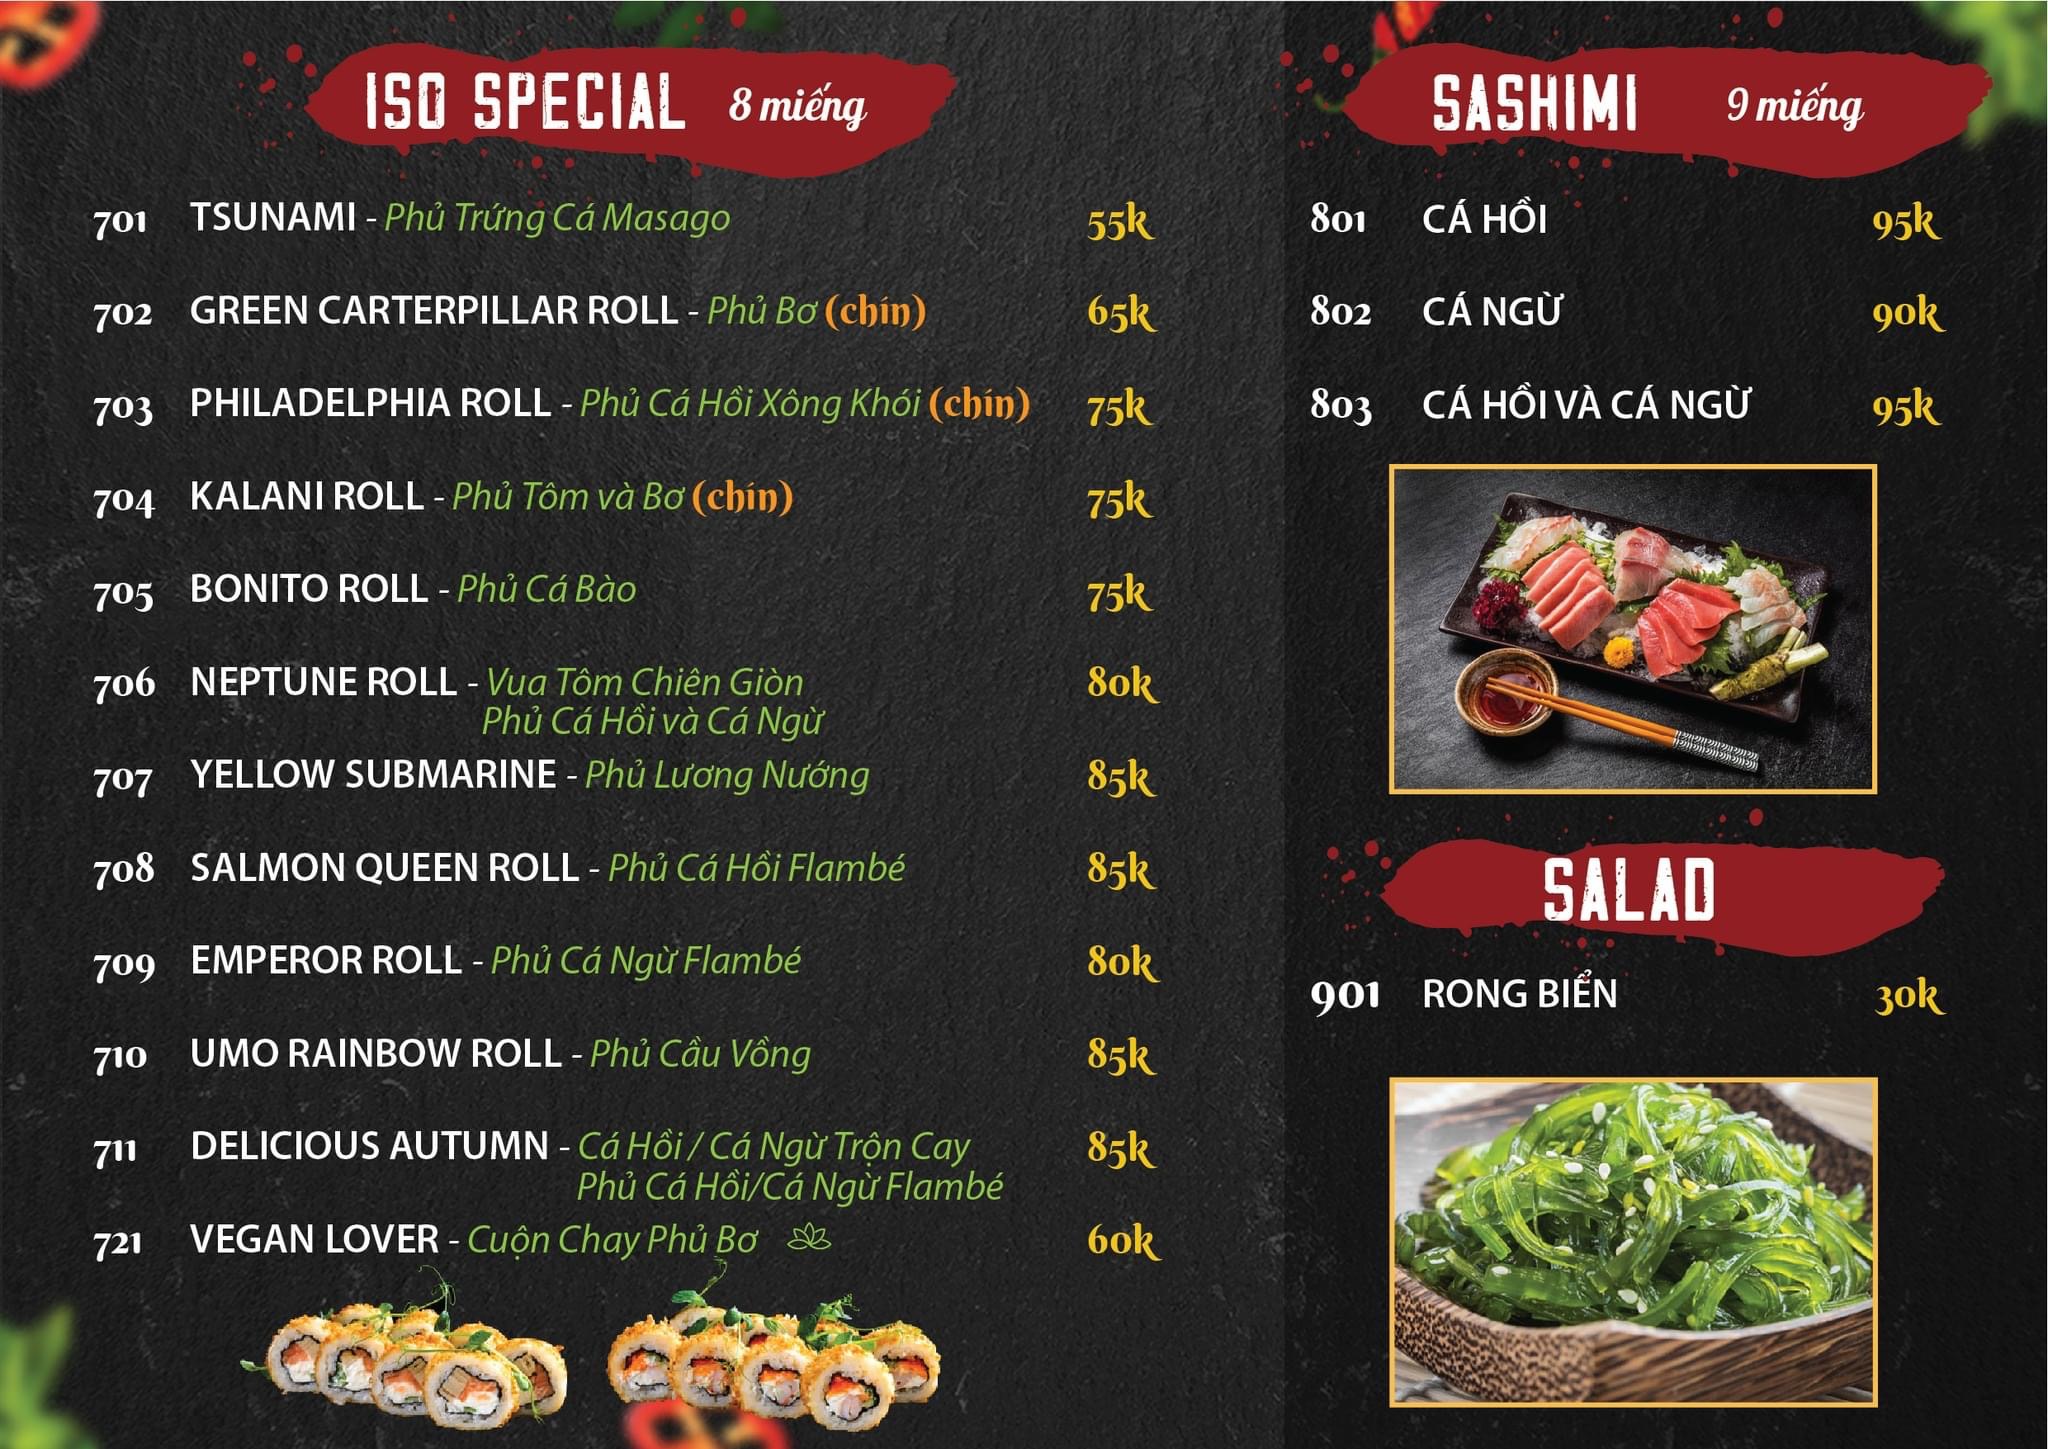 ISO SPECIAL 8 miếng
701 TSUNAMI - Phủ Trứng Cá Masago 55k
702 GREEN CARTERPILLAR ROLL - Phủ Bơ (chín) 65k
703 PHILADELPHIA ROLL - Phủ Cá Hồi Xông Khói (chín) 75k
704 KALANI ROLL - Phủ Tôm và Bơ (chín) 75k
705 BONITO ROLL - Phủ Cá Bào 75k
706 NEPTUNE ROLL - Vua Tôm Chiên Giòn 80k
Phủ Cá Hồi và Cá Ngừ
707 YELLOW SUBMARINE - Phủ Lương Nướng 85k
708 SALMON QUEEN ROLL - Phủ Cá Hồi Flambé 85k
709 EMPEROR ROLL - Phủ Cá Ngừ Flambé 80k
710 UMO RAINBOW ROLL - Phủ Cầu Vồng 85k
711 DELICIOUS AUTUMN - Cá Hồi / Cá Ngừ Trộn Cay 85k
Phủ Cá Hồi/Cá Ngừ Flambé
721 VEGAN LOVER - Cuộn Chay Phủ Bơ 60k
SASHIMI 9 miếng
801 CÁ HỒI 95k
802 CÁ NGỪ 90k
803 CÁ HỒI VÀ CÁ NGỪ 95k
SALAD
901 RONG BIỂN 30k